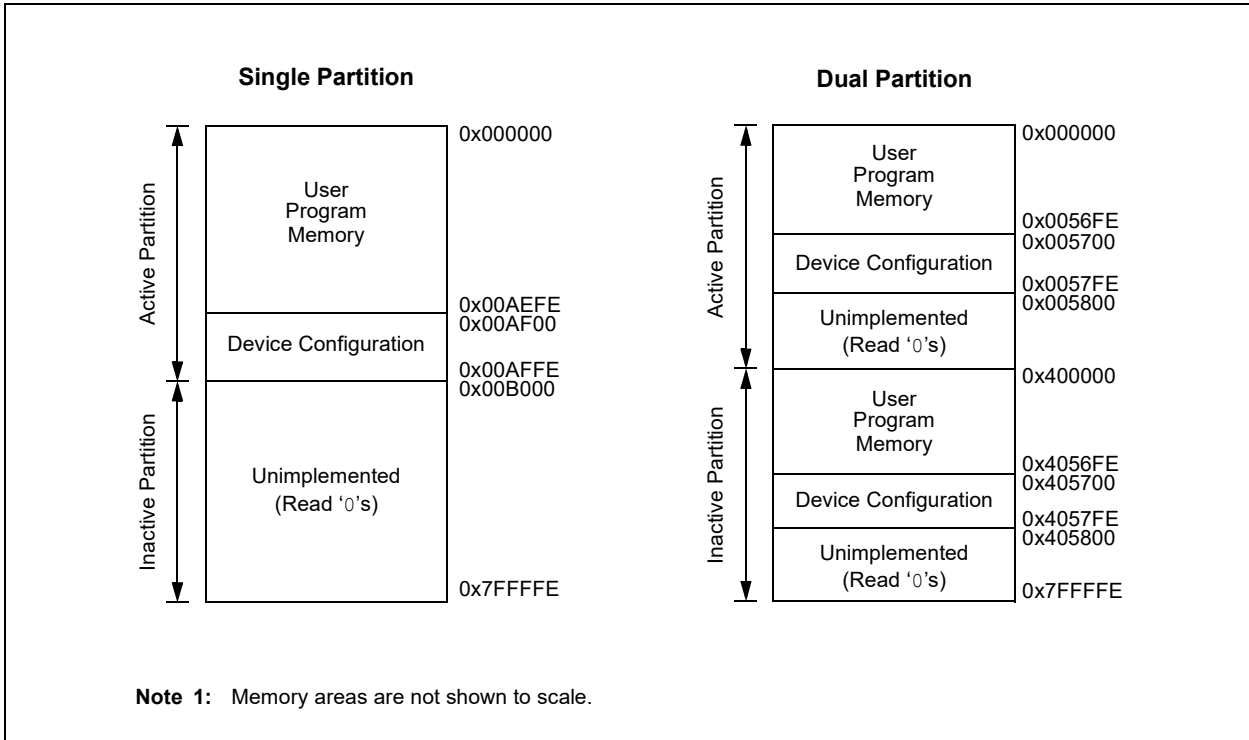 Single Partition
Active Partition
User
Program
Memory
Device Configuration
Inactive Partition
Unimplemented
(Read ‘0’s)
0x000000
0x00AEFE
0x00AF00
0x00AFFE
0x00B000
0x7FFFFE
Dual Partition
Active Partition
User
Program
Memory
Device Configuration
Unimplemented
(Read ‘0’s)
Inactive Partition
User
Program
Memory
Device Configuration
Unimplemented
(Read ‘0’s)
0x000000
0x0056FE
0x005700
0x0057FE
0x005800
0x400000
0x4056FE
0x405700
0x4057FE
0x405800
0x7FFFFE
Note 1: Memory areas are not shown to scale.